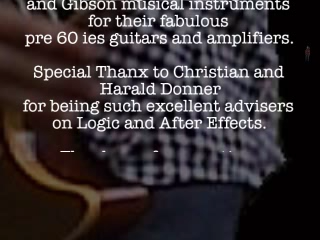 and Gibson musical instruments
for their fabulous
pre 60 ies guitars and amplifiers.
Special Thanx to Christian and
Harald Donner
for beiing such excellent advisers
on Logic and After Effects.